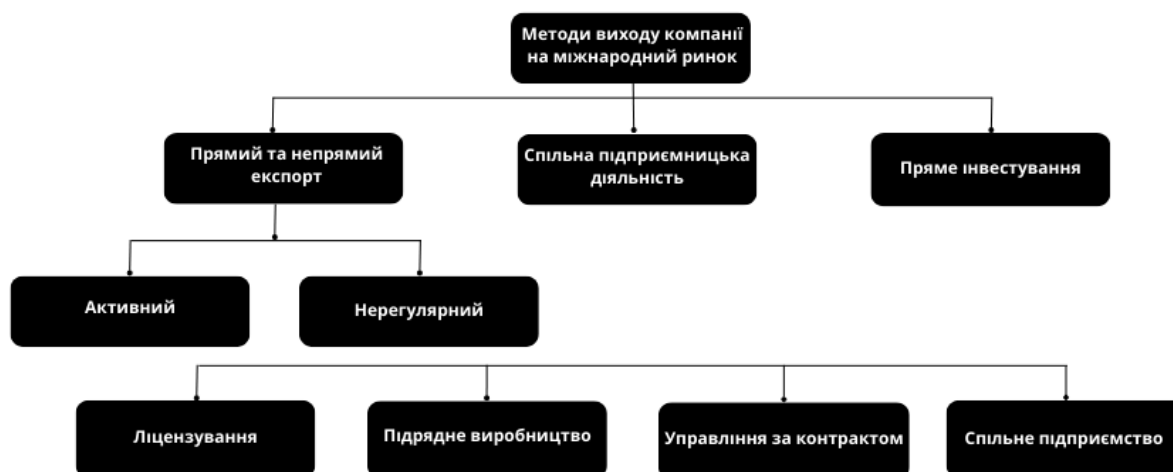 Методи виходу компанії
на міжнародний ринок
Прямий та непрямий
експорт
Спільна підприємницька
діяльність
Пряме інвестування
Активний
Нерегулярний
Ліцензування
Підрядне виробництво
Управління за контрактом
Спільне підприємство